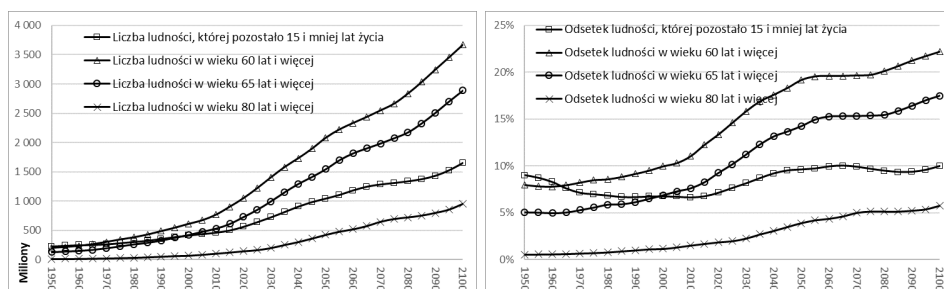 4 000
3 500
3 000
2 500
2 000
1 500
1 000
500
0
Miliony
Liczba ludności, której pozostało 15 i mniej lat życia
Liczba ludności w wieku 60 lat i więcej
Liczba ludności w wieku 65 lat i więcej
Liczba ludności w wieku 80 lat i więcej
1950 1960 1970 1980 1990 2000 2010 2020 2030 2040 2050 2060 2070 2080 2090 2100
25%
20%
15%
10%
5%
0%
Odsetek ludności, której pozostało 15 i mniej lat życia
Odsetek ludności w wieku 60 lat i więcej
Odsetek ludności w wieku 65 lat i więcej
Odsetek ludności w wieku 80 lat i więcej
1950 1960 1970 1980 1990 2000 2010 2020 2030 2040 2050 2060 2070 2080 2090 2100